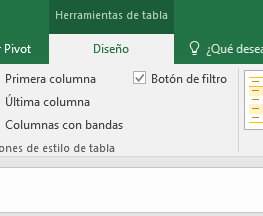 Herramientas de tabla
Pivot Diseño ¿Qué desea
Primera columna Botón de filtro
Última columna
Columnas con bandas
ones de estilo de tabla